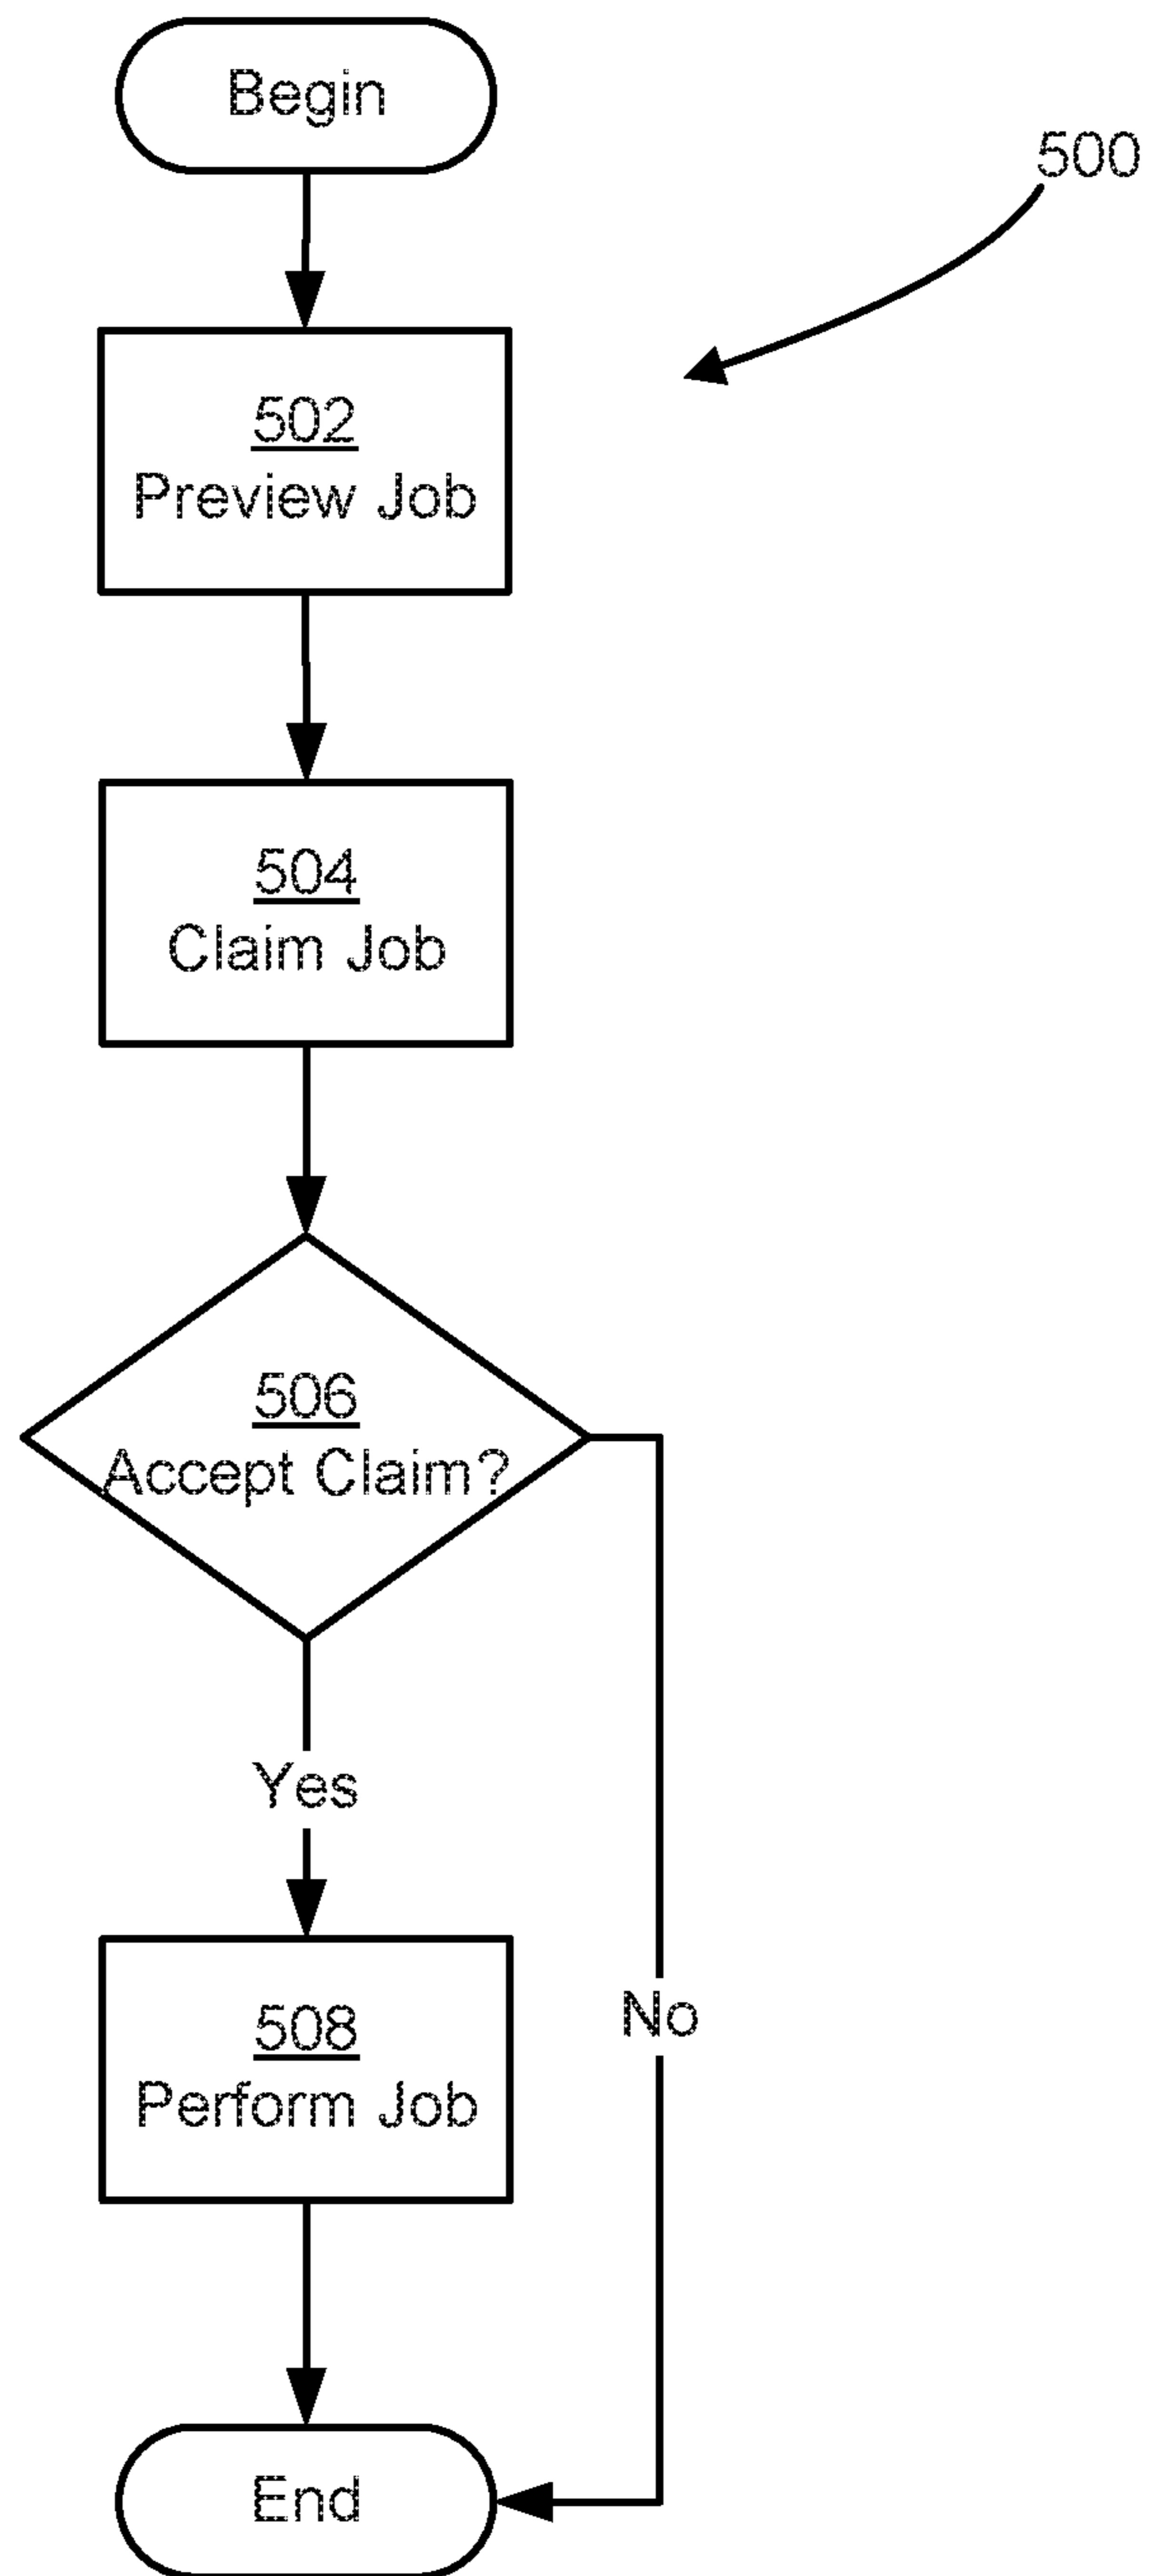 Begin
500
502
Preview Job
504
Claim Job
506
Accept Claim?
Yes
508
Perform Job
No
End